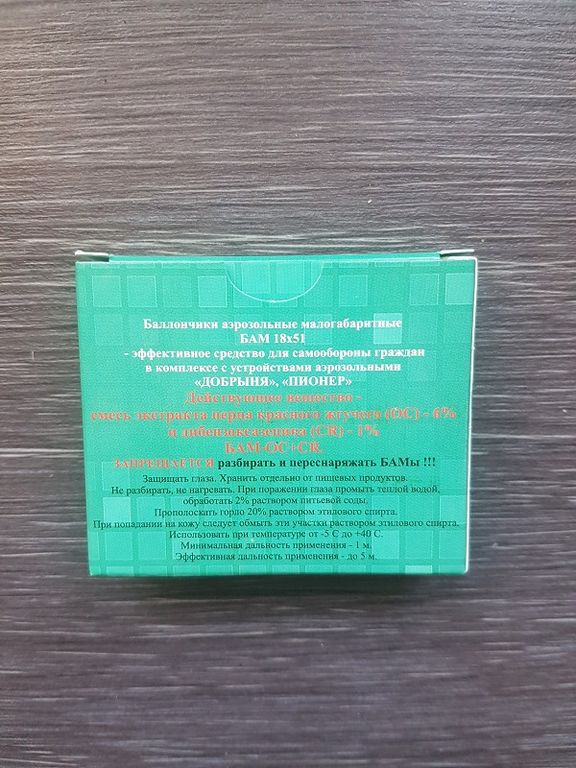 Баллончики аэрозольные малогабаритные
БАМ 18х51
- эффективное средство для самообороны граждан
в комплексе с устройствами аэрозольными
«ДОБРЫНЯ», «ПИОНЕР»
Действующее вещество -
смесь экстракта перца красного жгучего (ОС) - 6%
и дибензоксазепина (CR) - 1%
БАМ-ОС+CR.
ЗАПРЕЩАЕТСЯ разбирать и переснаряжать БАМы !!!
Защищать глаза. Хранить отдельно от пищевых продуктов.
Не разбирать, но нагревать. При поражении глаза промыть теплой водой,
обработать 2% раствором питьевой соды.
Прополоскать горло 20% раствором этилового спирта.
При попадании на кожу следует обмыть эти участки раствором этилового спирта.
Использовать при температуре от -5 С до +40 С.
Минимальная дальность применения - 1 м.
Эффективная дальность применения - до 5 м.